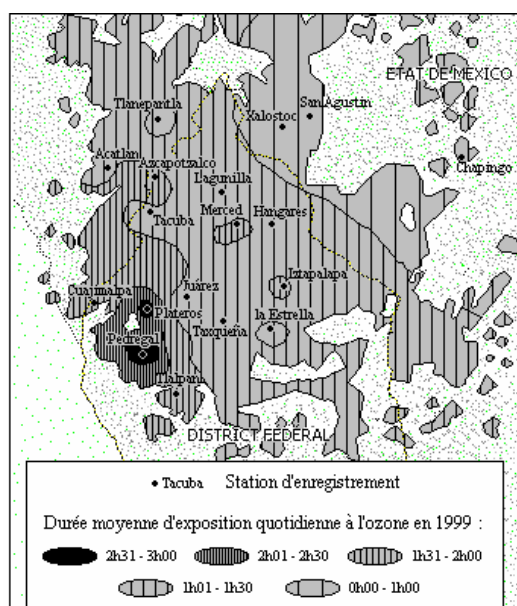 ETAT DE MEXICO
Tlanepantla
San Agustin
Xalostoc
Acatlan
Chapingo
Azcapotzalco
Lagunilla
Tacuba
Merced
Hangares
Iztapalapa
Cuajimalpa
Juárez
Plateros
Taxqueña
la Estrella
Pedregal
Tlalpan
DISTRICT FÉDÉRAL
Tacuba Station d'enregistrement
Durée moyenne d'exposition quotidienne à l'ozone en 1999 :
2h31 - 3h00 2h01 - 2h30 1h31 - 2h00
1h01 - 1h30 0h00 - 1h00